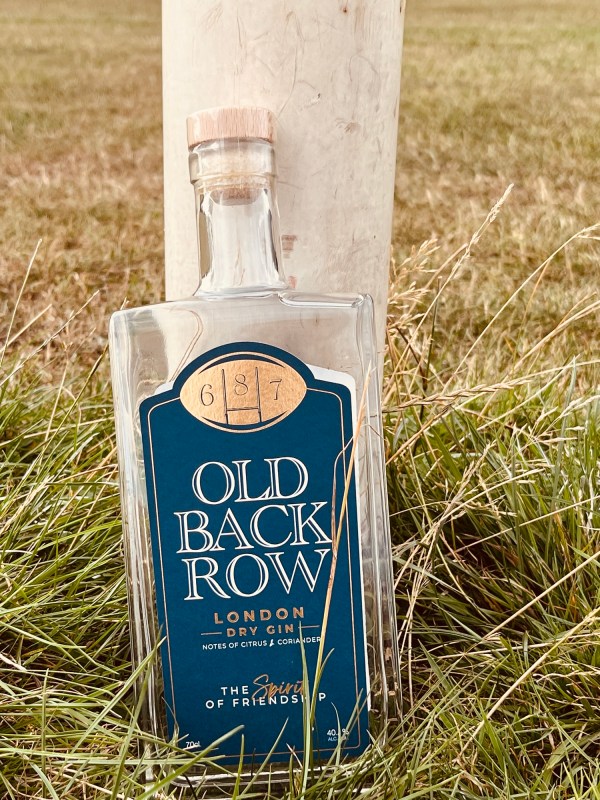 6 8 7
OLD
BACK
ROW
LONDON
DRY GIN
NOTES OF CITRUS & CORIANDER
THE Spirit
OF FRIENDSHIP
70cl